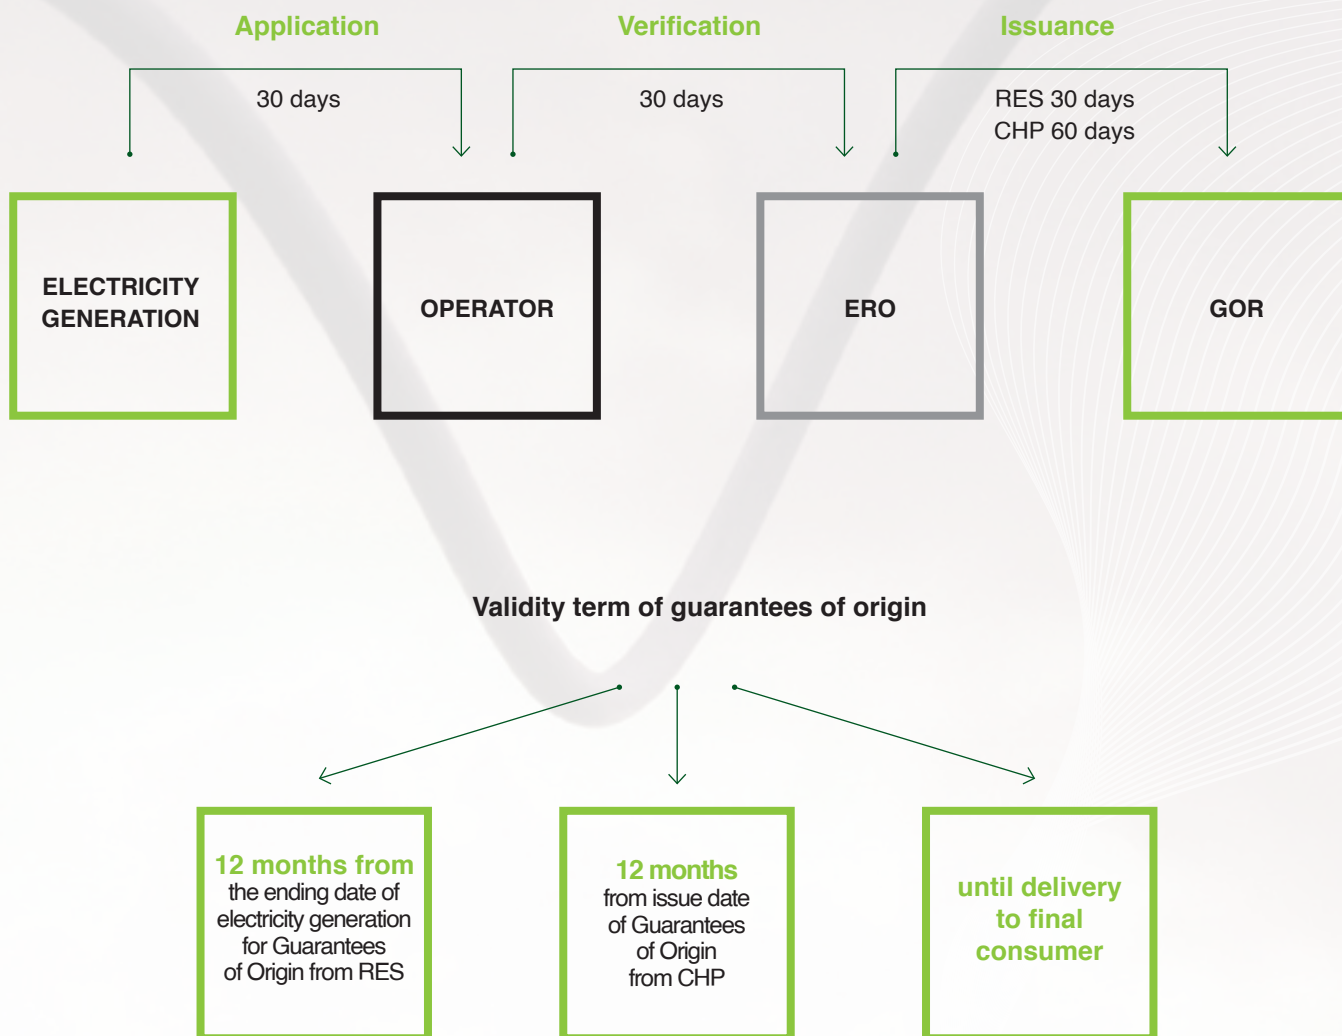 Application
Verification
Issuance
30 days
30 days
RES 30 days
CHP 60 days
ELECTRICITY
GENERATION
OPERATOR
ERO
GOR
Validity term of guarantees of origin
12 months from
the ending date of
electricity generation
for Guarantees
of Origin from RES
12 months
from issue date
of Guarantees
of Origin
from CHP
until delivery
to final
consumer